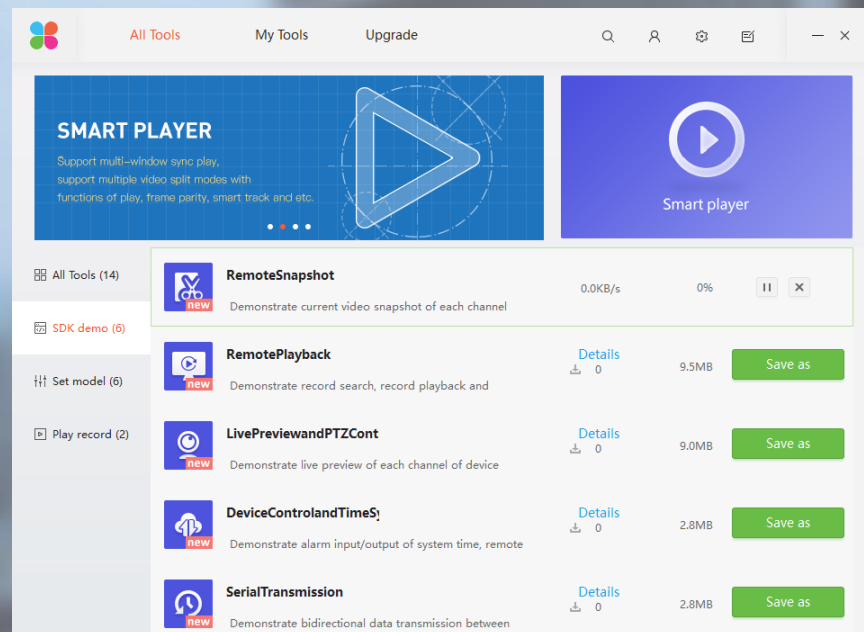 All Tools
My Tools
Upgrade
SMART PLAYER
Support multi-window sync play,
support multiple video split modes with
functions of play, frame parity, smart track and etc.
Smart player
All Tools (14)
SDK demo (6)
Set model (6)
Play record (2)
new
RemoteSnapshot
Demonstrate current video snapshot of each channel
0.0KB/s
0%
new
RemotePlayback
Demonstrate record search, record playback and
Details
0
9.5MB
Save as
new
LivePreviewandPTZCont
Demonstrate live preview of each channel of device
Details
0
9.0MB
Save as
new
DeviceControlandTimeSy
Demonstrate alarm input/output of system time, remote
Details
0
2.8MB
Save as
new
SerialTransmission
Demonstrate bidirectional data transmission between
Details
0
2.8MB
Save as